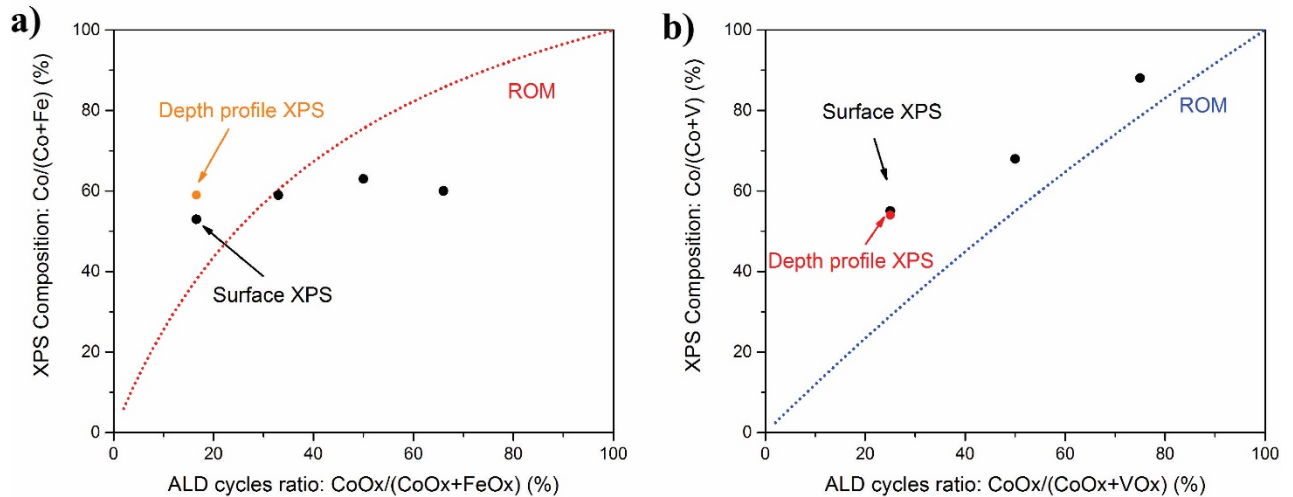 a)
XPS Composition: Co/(Co+Fe) (%)
100
80
60
40
20
0
ROM
Depth profile XPS
Surface XPS
0 20 40 60 80 100
ALD cycles ratio: CoOx/(CoOx+FeOx) (%)
b)
XPS Composition: Co/(Co+V) (%)
100
80
60
40
20
0
Surface XPS
ROM
Depth profile XPS
0 20 40 60 80 100
ALD cycles ratio: CoOx/(CoOx+VOx) (%)